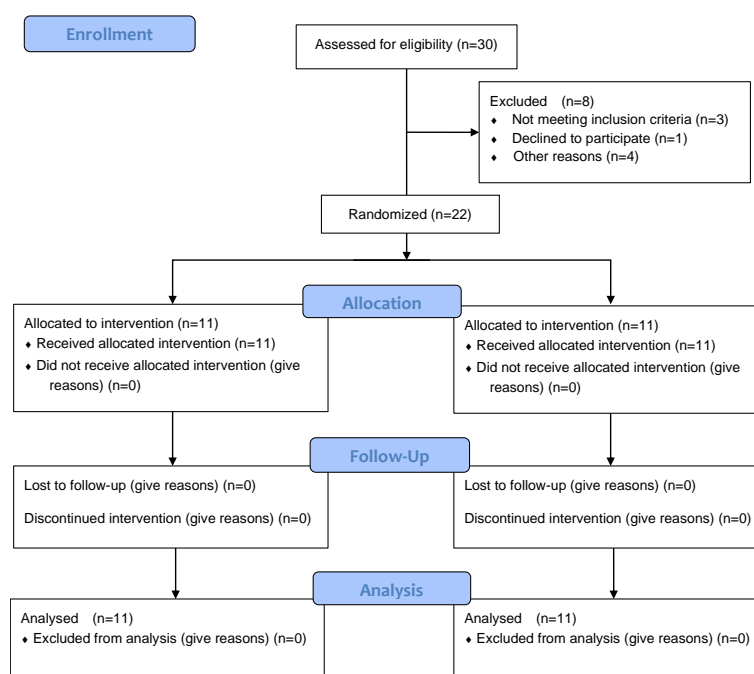 Enrollment
Assessed for eligibility (n=30)
Excluded (n=8)
♦ Not meeting inclusion criteria (n=3)
♦ Declined to participate (n=1)
♦ Other reasons (n=4)
Randomized (n=22)
Allocation
Allocated to intervention (n=11)
♦ Received allocated intervention (n=11)
♦ Did not receive allocated intervention (give
reasons) (n=0)
Allocated to intervention (n=11)
♦ Received allocated intervention (n=11)
♦ Did not receive allocated intervention (give
reasons) (n=0)
Follow-Up
Lost to follow-up (give reasons) (n=0)
Discontinued intervention (give reasons) (n=0)
Lost to follow-up (give reasons) (n=0)
Discontinued intervention (give reasons) (n=0)
Analysis
Analysed (n=11)
♦ Excluded from analysis (give reasons) (n=0)
Analysed (n=11)
♦ Excluded from analysis (give reasons) (n=0)